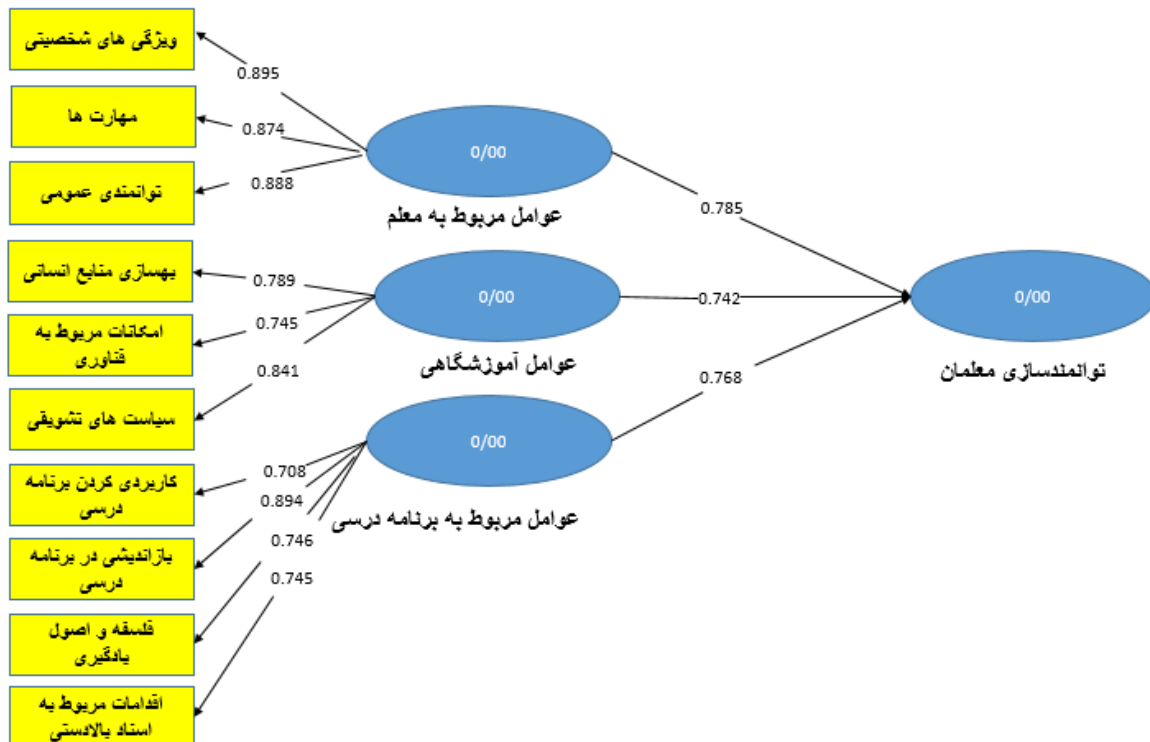 ویژگی های شخصیتی
0.895
مهارت ها
0.874
0/00
توانمندی عمومی
0.888
عوامل مربوط به معلم
0.785
بهسازی منابع انسانی
0.789
0/00
0.742
0/00
امکانات مربوط به
فناوری
0.745
عوامل آموزشگاهی
توانمندسازی معلمان
0.841
0.768
سیاست های تشویقی
0/00
کاربردی کردن برنامه
درسی
0.708
0.894
عوامل مربوط به برنامه درسی
بازاندیشی در برنامه
درسی
0.746
0.745
فلسفه و اصول
یادگیری
اقدامات مربوط به
اسناد بالادستی